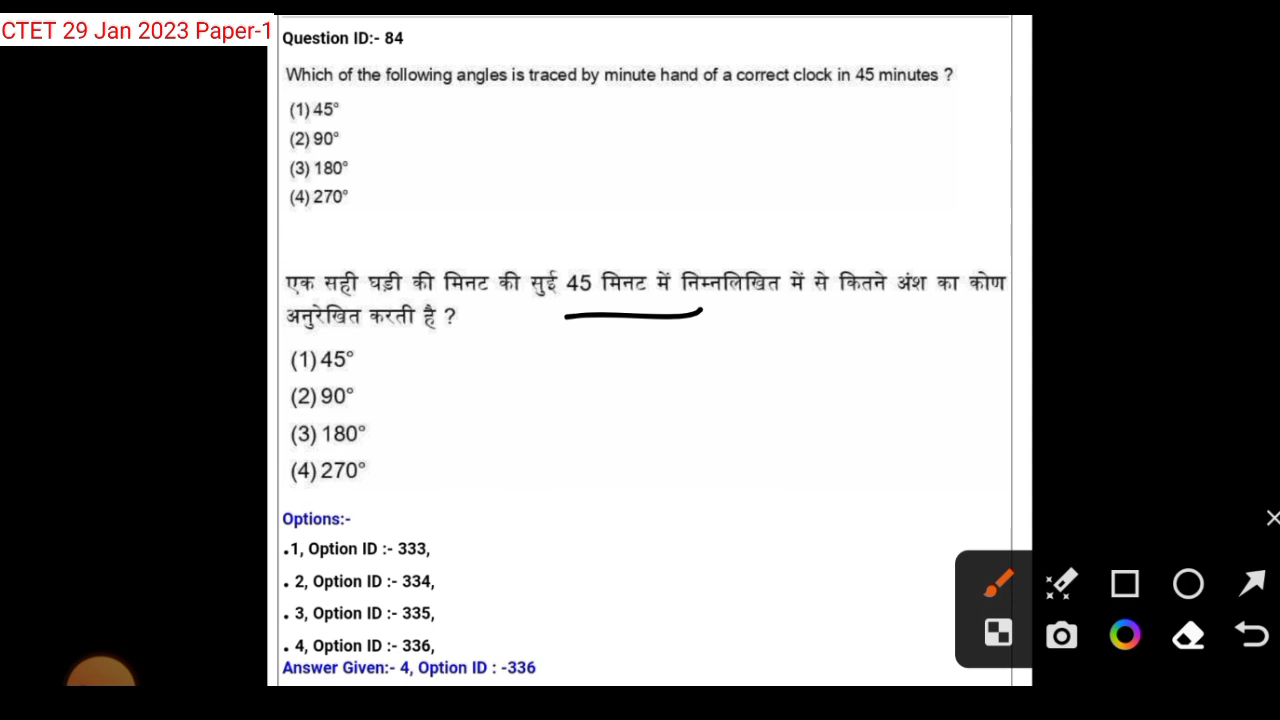 CTET 29 Jan 2023 Paper-1
Question ID:- 84
Which of the following angles is traced by minute hand of a correct clock in 45 minutes ?
(1) 45°
(2) 90°
(3) 180°
(4) 270°
एक सही घड़ी की मिनट की सुई 45 मिनट में निम्नलिखित में से कितने अंश का कोण
अनुरेखित करती है ?
(1) 45°
(2) 90°
(3) 180°
(4) 270°
Options:-
.1, Option ID :- 333,
. 2, Option ID :- 334,
. 3, Option ID :- 335,
. 4, Option ID :- 336,
Answer Given:- 4, Option ID : -336